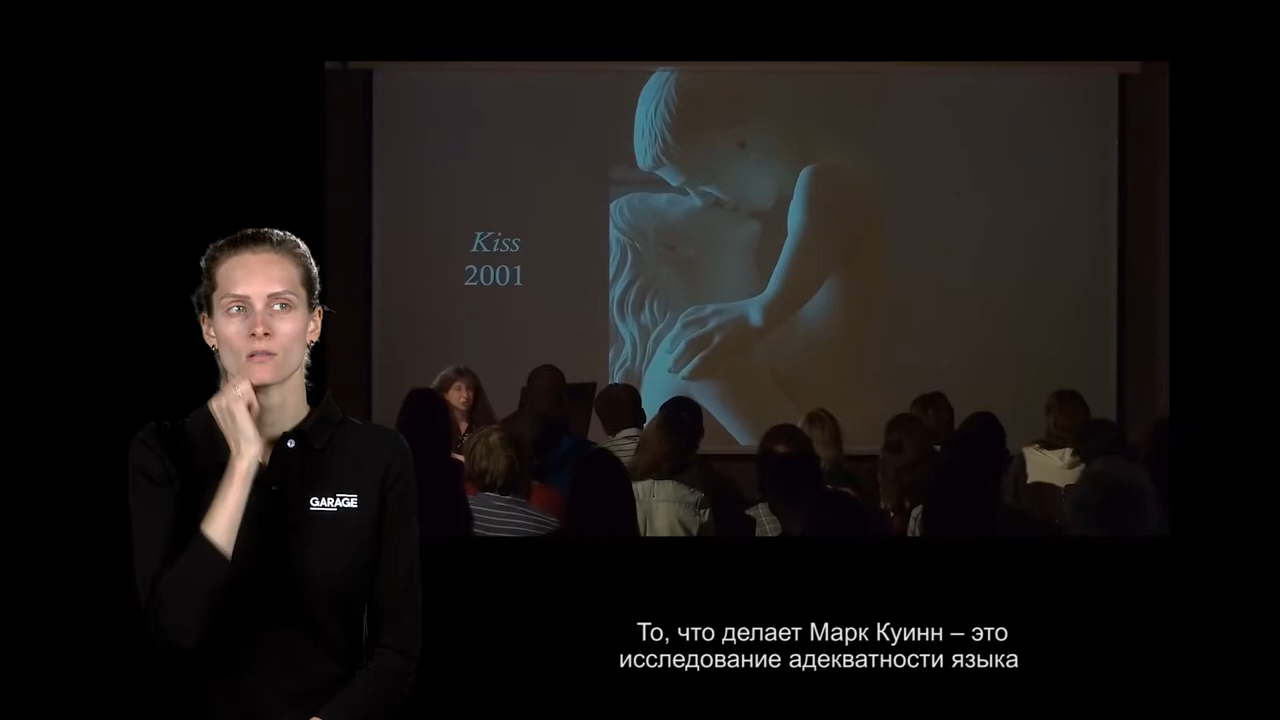 Kiss
2001
GARAGE
То, что делает Марк Куинн – это
исследование адекватности языка